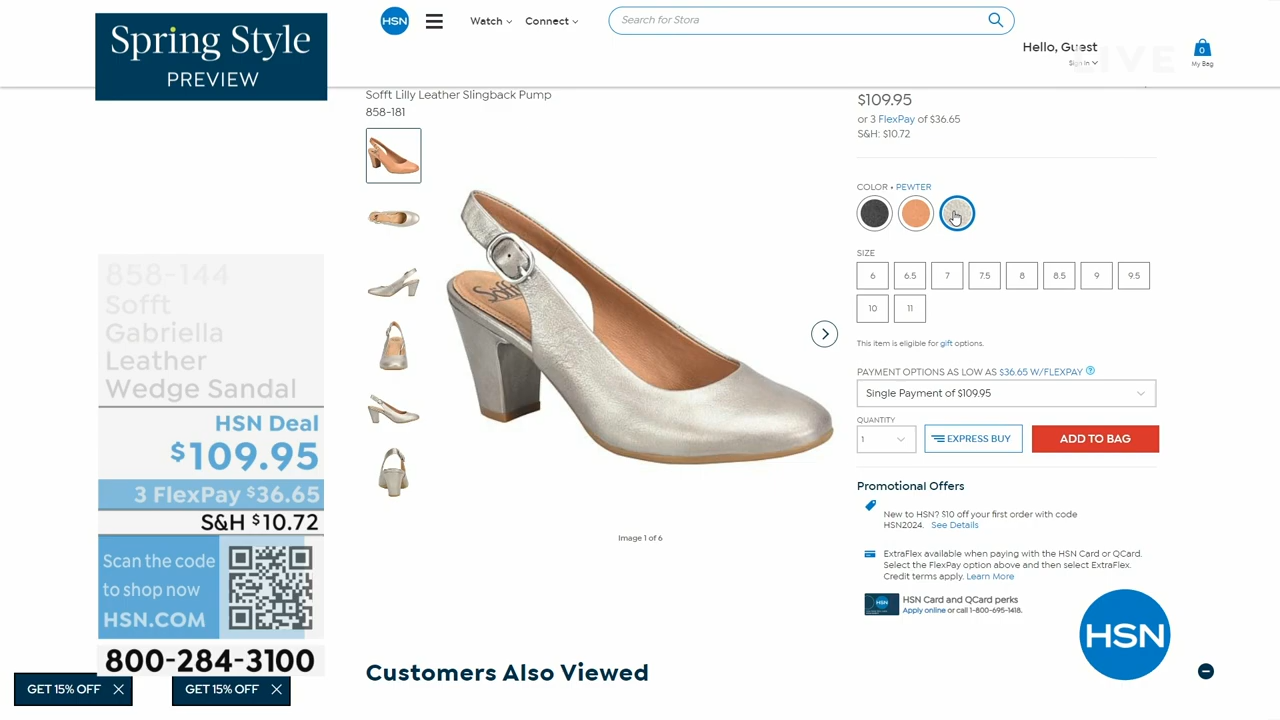 Spring Style
PREVIEW
HSN
Watch
Connect
Search for Stora
Hello, Guest
Sign In
LIVE
0
My Bag
Sofft Lilly Leather Slingback Pump
858-181
$109.95
or 3 FlexPay of $36.65
S&H: $10.72
COLOR • PEWTER
SIZE
6 6.5 7 7.5 8 8.5 9 9.5
10 11
This item is eligible for gift options.
PAYMENT OPTIONS AS LOW AS $36.65 W/FLEXPAY ?
Single Payment of $109.95
QUANTITY
1
EXPRESS BUY
ADD TO BAG
Promotional Offers
New to HSN? $10 off your first order with code
HSN2024. See Details
ExtraFlex available when paying with the HSN Card or QCard.
Select the FlexPay option above and then select ExtraFlex.
Credit terms apply. Learn More
HSN
HSN Card and QCard perks
Apply online or call 1-800-695-1418.
Sofft
Image 1 of 6
858-144
Sofft
Gabriella
Leather
Wedge Sandal
HSN Deal
$109.95
3 FlexPay $36.65
S&H $10.72
Scan the code
to shop now
HSN.COM
800-284-3100
GET 15% OFF
GET 15% OFF
Customers Also Viewed
HSN